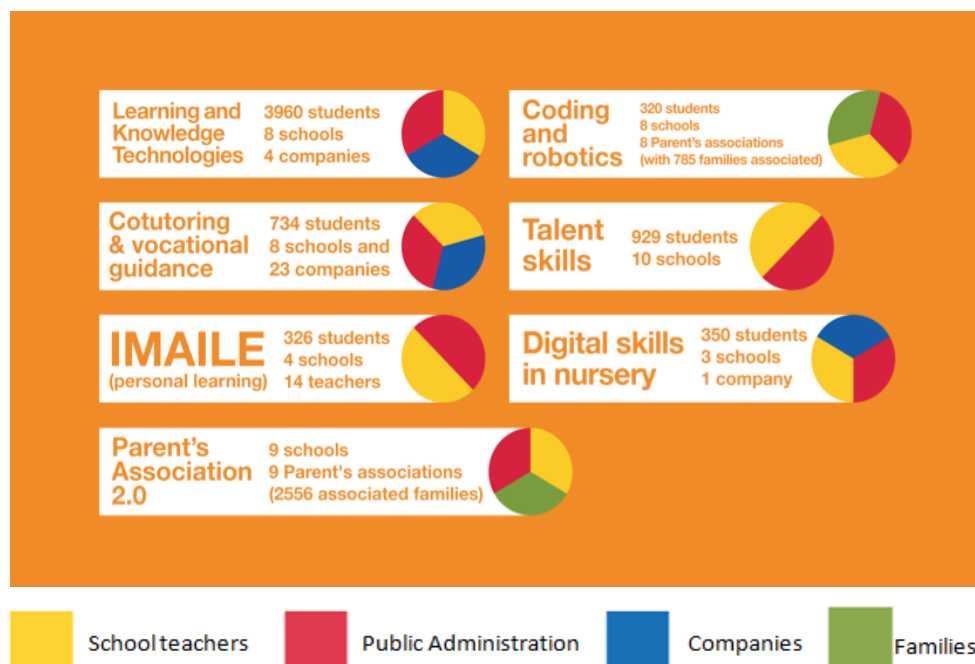 Learning and
Knowledge
Technologies
3960 students
8 schools
4 companies
Coding
and
robotics
320 students
8 schools
8 Parent's associations
(with 785 families associated)
Cotutoring
& vocational
guidance
734 students
8 schools and
23 companies
Talent
skills
929 students
10 schools
IMAILE
(personal learning)
326 students
4 schools
14 teachers
Digital skills
in nursery
350 students
3 schools
1 company
Parent’s
Association
2.0
9 schools
9 Parent's associations
(2556 associated families)
School teachers
Public Administration
Companies
Families